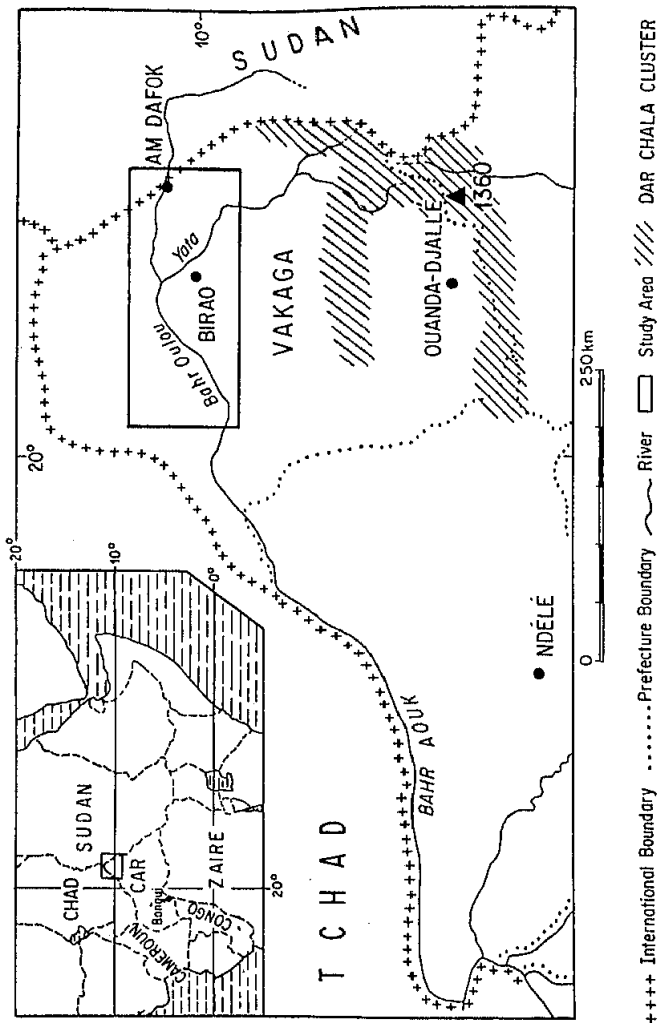 20°
10°
0°
20°
CHAD
SUDAN
CAR
Bangui
CAMEROUN
CONGO
ZAIRE
20°
10°
SUDAN
AM DAFOK
Yata
BIRAO
Bahr Oulou
VAKAGA
OUANDA-DJALLE
1360
TCHAD
BAHR AOUK
NDÉLÉ
0
250km
++++ International Boundary ...... Prefecture Boundary River Study Area DAR CHALA CLUSTER